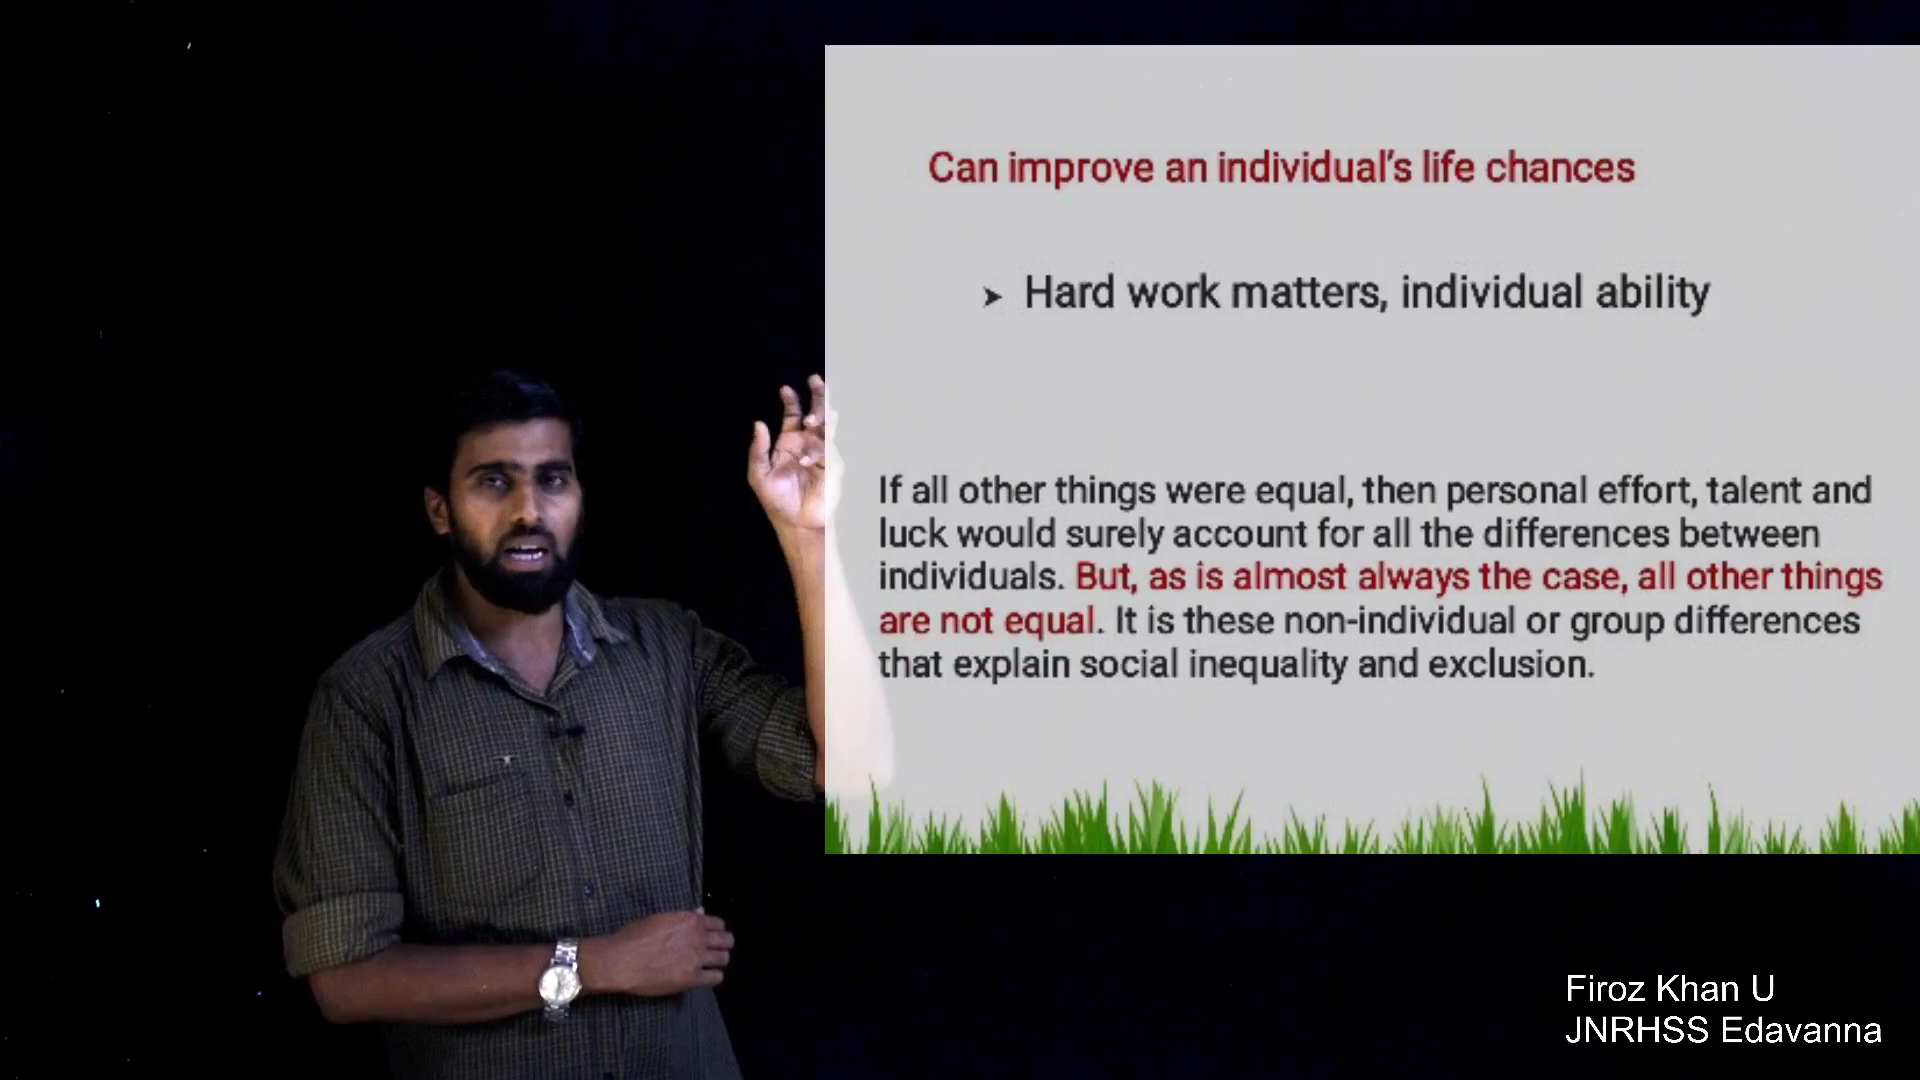 Can improve an individual's life chances
➤ Hard work matters, individual ability
If all other things were equal, then personal effort, talent and
luck would surely account for all the differences between
individuals. But, as is almost always the case, all other things
are not equal. It is these non-individual or group differences
that explain social inequality and exclusion.
Firoz Khan U
JNRHSS Edavanna